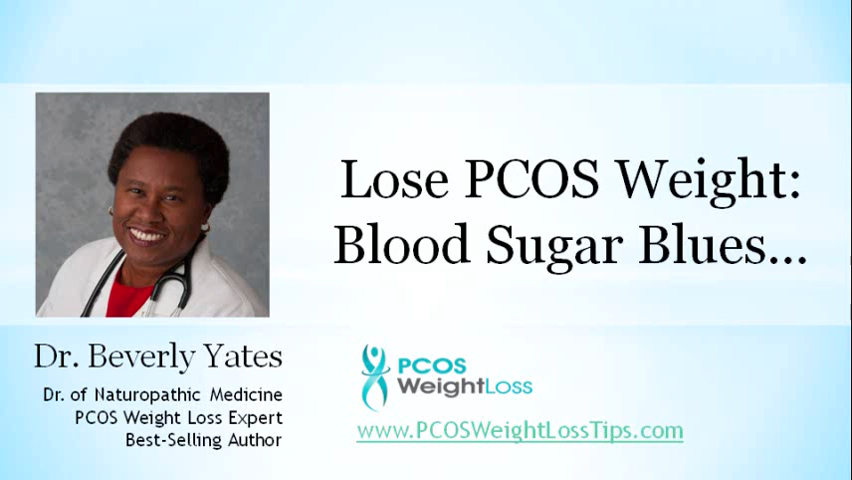 Lose PCOS Weight:
Blood Sugar Blues...
Dr. Beverly Yates
Dr. of Naturopathic Medicine
PCOS Weight Loss Expert
Best-Selling Author
PCOS
WeightLoss
www.PCOSWeightLossTips.com